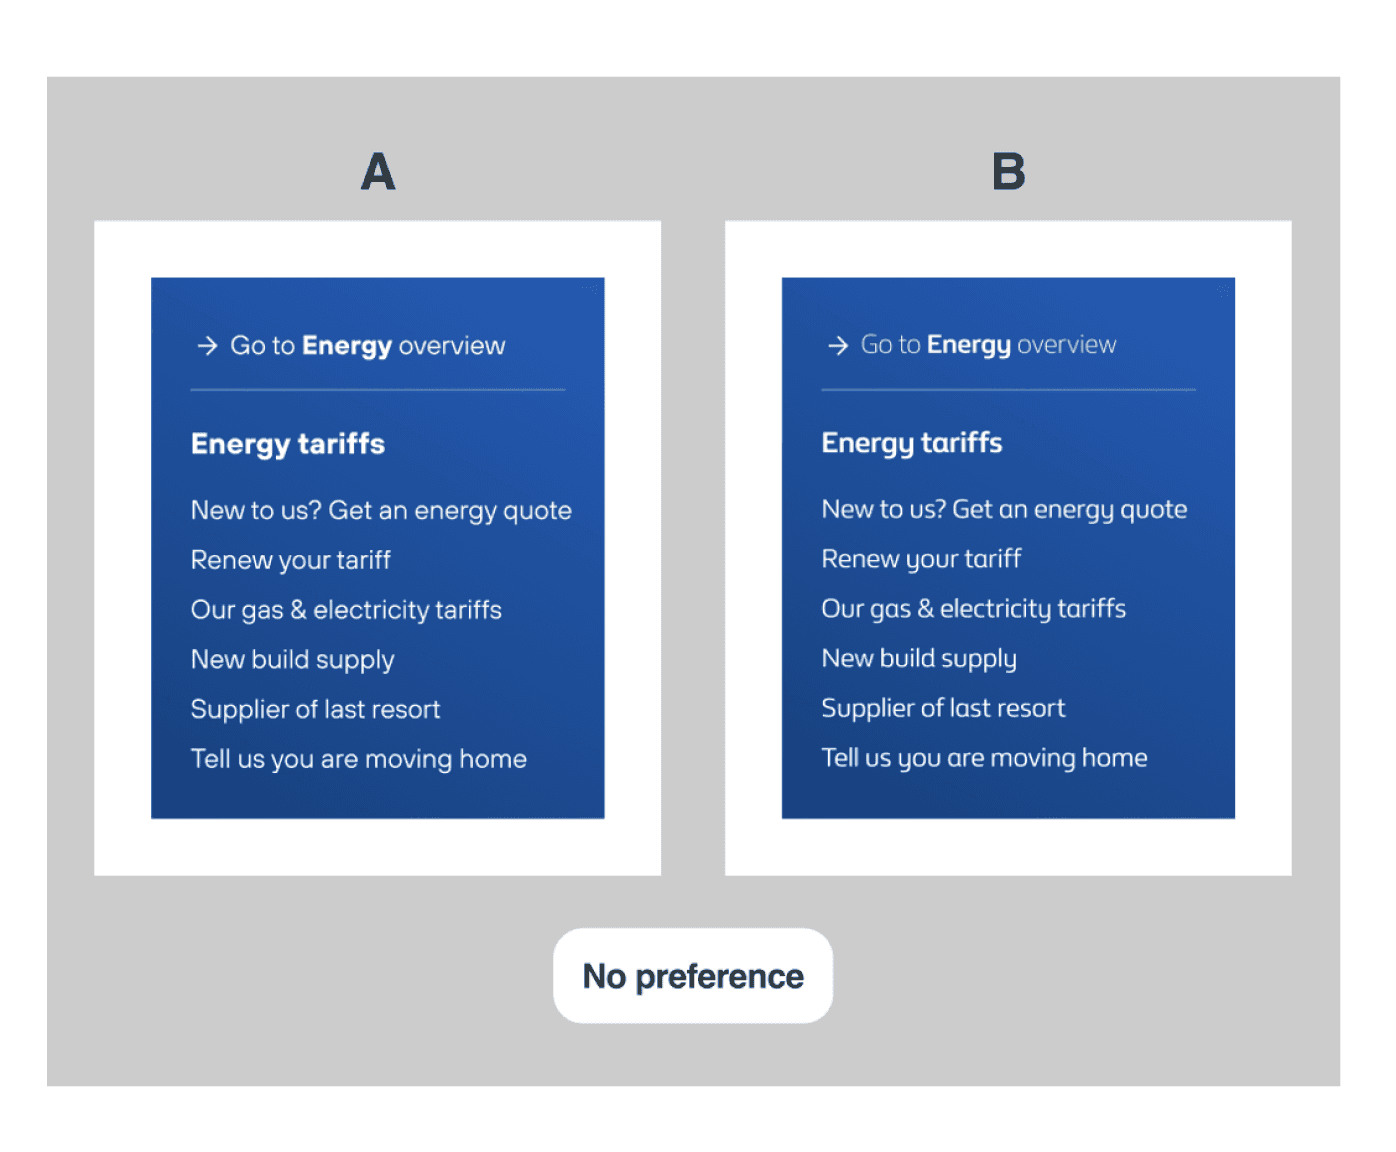 A
→ Go to Energy overview
Energy tariffs
New to us? Get an energy quote
Renew your tariff
Our gas & electricity tariffs
New build supply
Supplier of last resort
Tell us you are moving home
B
→ Go to Energy overview
Energy tariffs
New to us? Get an energy quote
Renew your tariff
Our gas & electricity tariffs
New build supply
Supplier of last resort
Tell us you are moving home
No preference